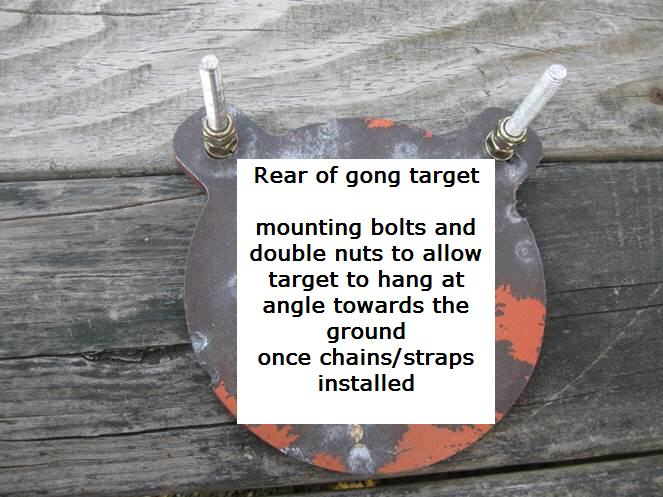 Rear of gong target
mounting bolts and
double nuts to allow
target to hang at
angle towards the
ground
once chains/straps
installed